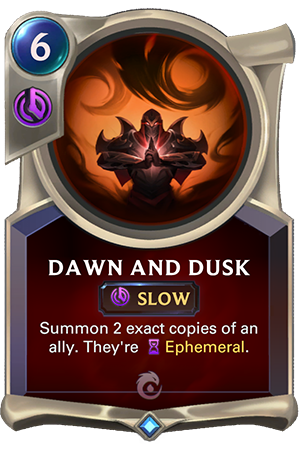 6
DAWN AND DUSK
SLOW
Summon 2 exact copies of an
ally. They're Ephemeral.